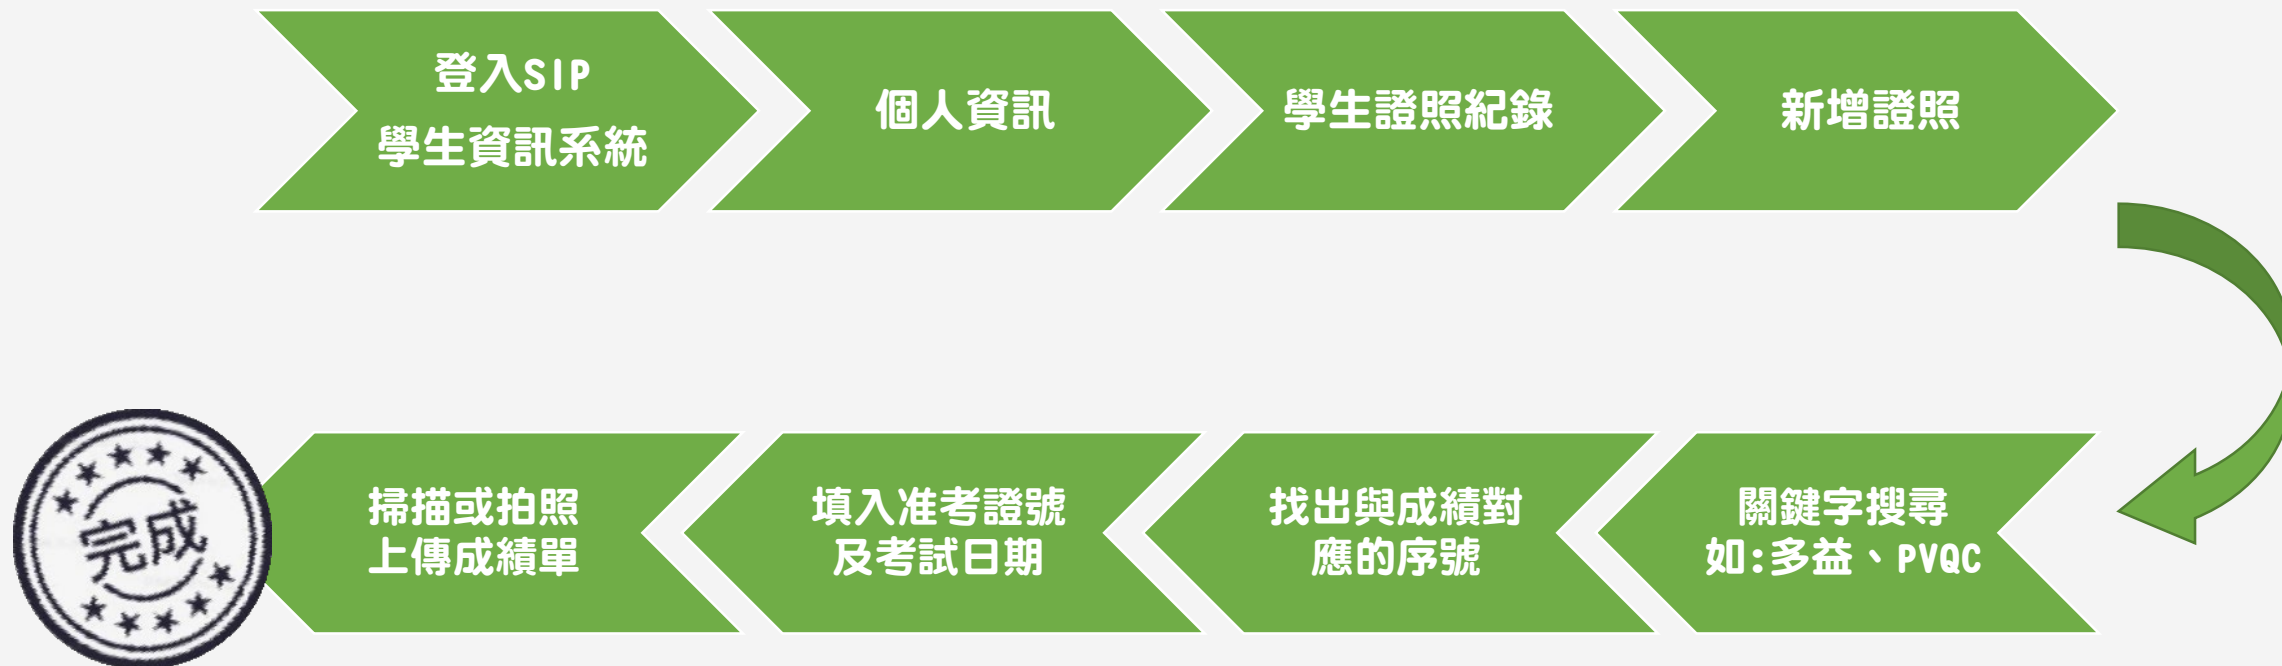 登入SIP
學生資訊系統
個人資訊
學生證照紀錄
新增證照
關鍵字搜尋
如:多益、PVQC
找出與成績對
應的序號
填入准考證號
及考試日期
掃描或拍照
上傳成績單
完成